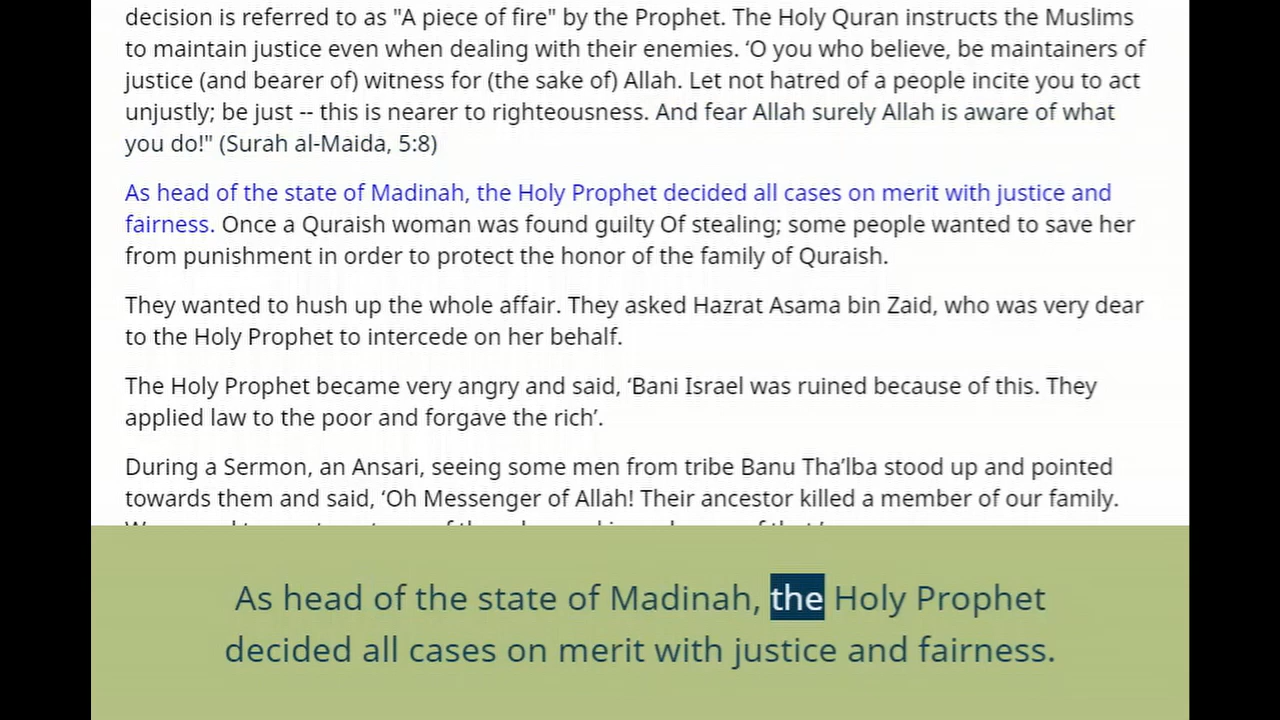 decision is referred to as "A piece of fire" by the Prophet. The Holy Quran instructs the Muslims
to maintain justice even when dealing with their enemies. ‘O you who believe, be maintainers of
justice (and bearer of) witness for (the sake of) Allah. Let not hatred of a people incite you to act
unjustly; be just -- this is nearer to righteousness. And fear Allah surely Allah is aware of what
you do!" (Surah al-Maida, 5:8)
As head of the state of Madinah, the Holy Prophet decided all cases on merit with justice and
fairness. Once a Quraish woman was found guilty Of stealing; some people wanted to save her
from punishment in order to protect the honor of the family of Quraish.
They wanted to hush up the whole affair. They asked Hazrat Asama bin Zaid, who was very dear
to the Holy Prophet to intercede on her behalf.
The Holy Prophet became very angry and said, ‘Bani Israel was ruined because of this. They
applied law to the poor and forgave the rich’.
During a Sermon, an Ansari, seeing some men from tribe Banu Tha’lba stood up and pointed
towards them and said, ‘Oh Messenger of Allah! Their ancestor killed a member of our family.
As head of the state of Madinah, the Holy Prophet
decided all cases on merit with justice and fairness.